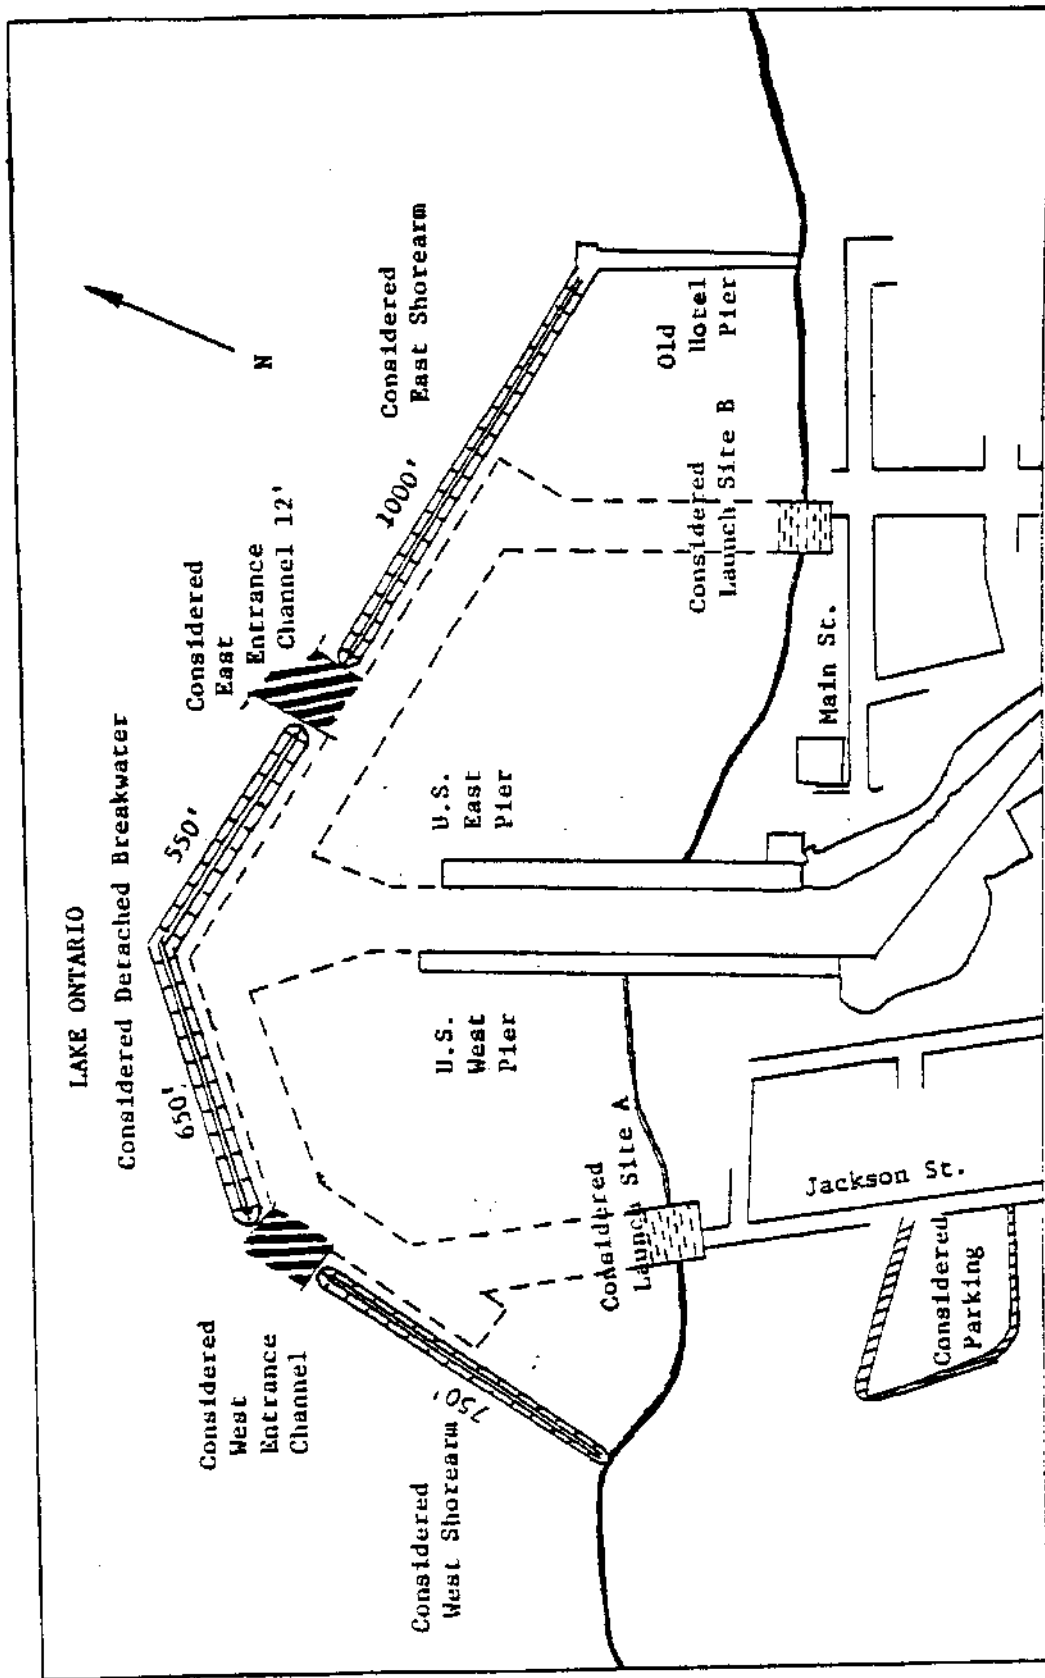 LAKE ONTARIO
Considered Detached Breakwater
650'
550'
Considered
East
Entrance
Channel 12'
1000'
Considered
East Shorearm
N
Considered
West
Entrance
Channel
750'
Considered
West Shorearm
U.S.
West
Pier
U.S.
East
Pier
Considered
Launch Site A
Considered
Launch Site B
Old
Hotel
Pier
Main St.
Jackson St.
Considered
Parking